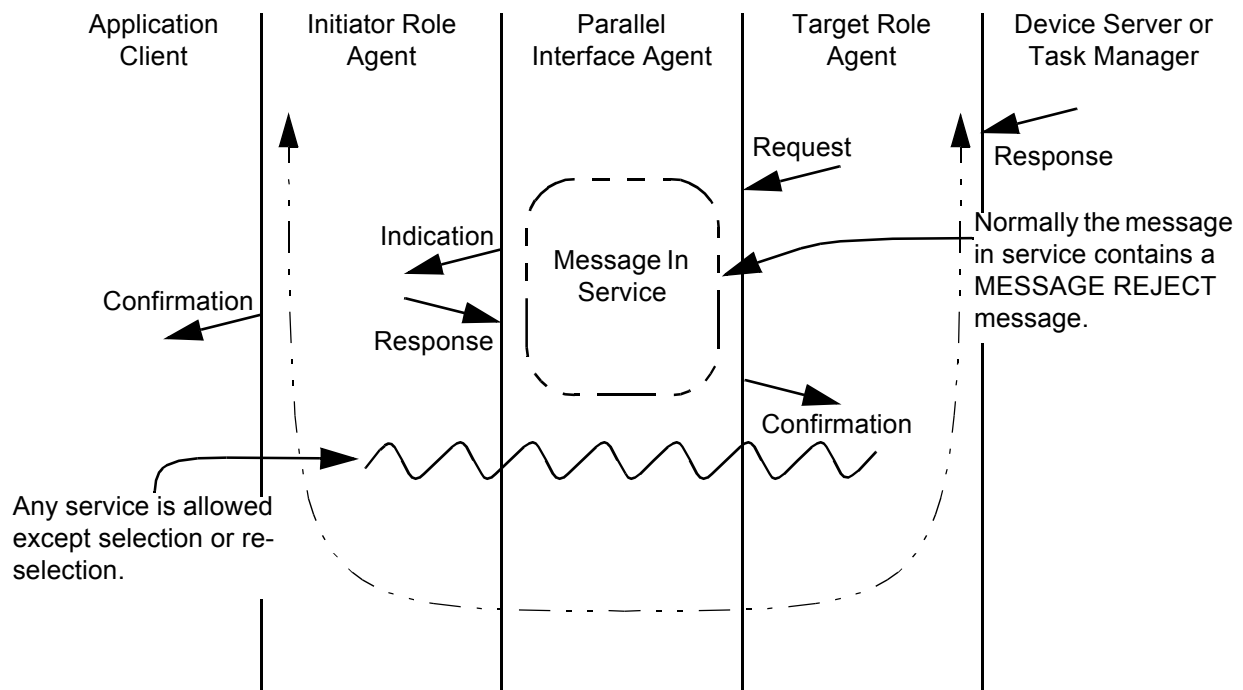 Application
Client
Initiator Role
Agent
Parallel
Interface Agent
Target Role
Agent
Device Server or
Task Manager
Request
Response
Indication
Message In
Service
Normally the message
in service contains a
MESSAGE REJECT
message.
Confirmation
Response
Confirmation
Any service is allowed
except selection or re-
selection.